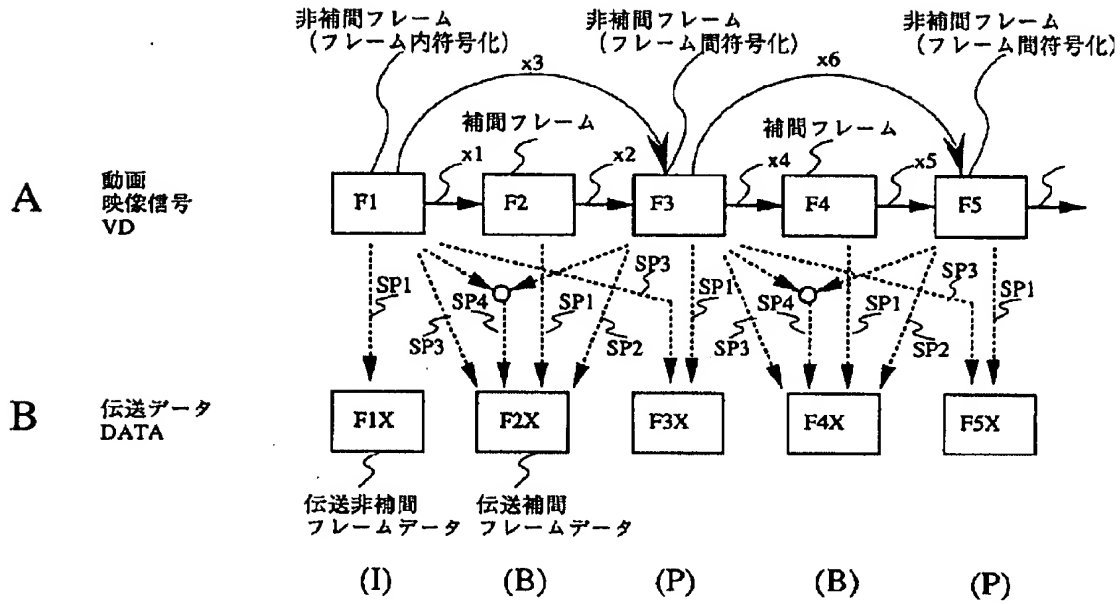 非補間フレーム
(フレーム内符号化)
非補間フレーム
(フレーム間符号化)
非補間フレーム
(フレーム間符号化)
x3
x6
補間フレーム
補間フレーム
x1
x2
x4
x5
A
動画
映像信号
VD
F1
F2
F3
F4
F5
SP1
SP3
SP4
SP1
SP2
SP3
SP1
SP3
SP4
SP1
SP2
SP3
SP1
B
伝送データ
DATA
F1X
F2X
F3X
F4X
F5X
伝送非補間
フレームデータ
伝送補間
フレームデータ
(I)
(B)
(P)
(B)
(P)